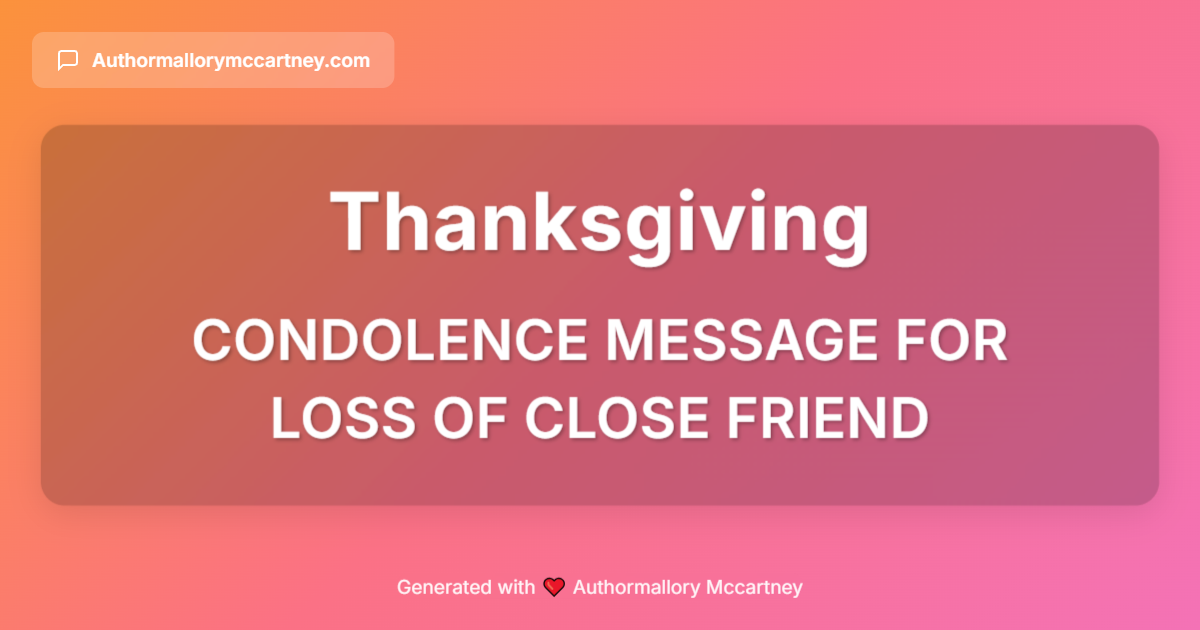 Authormallorymccartney.com
Thanksgiving
CONDOLENCE MESSAGE FOR
LOSS OF CLOSE FRIEND
Generated with ❤️ Authormallory Mccartney